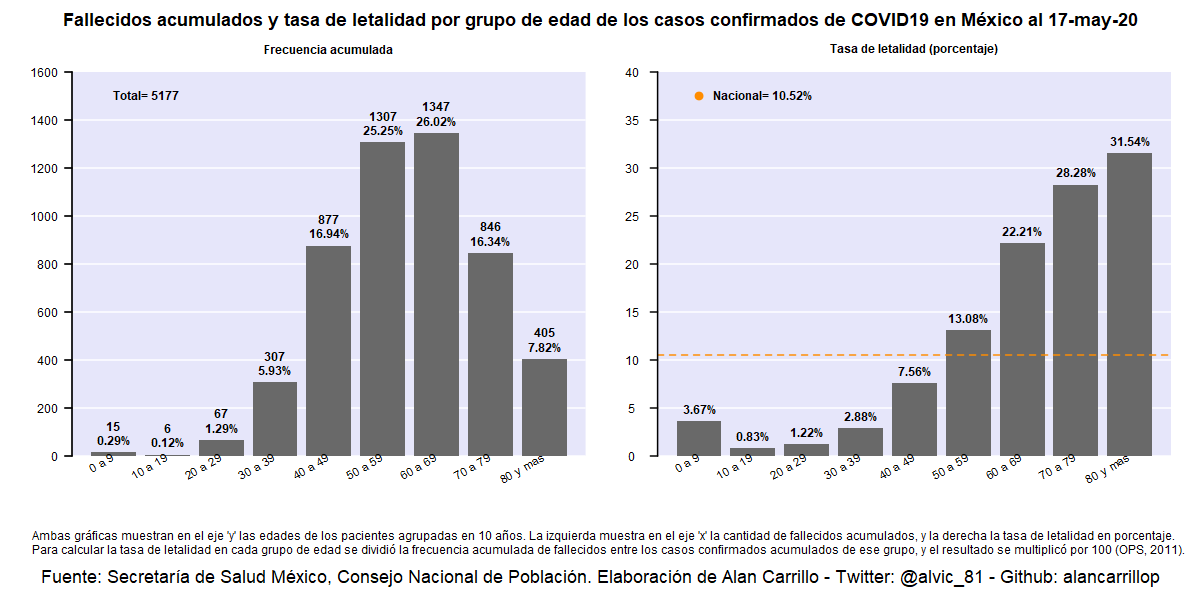 Fallecidos acumulados y tasa de letalidad por grupo de edad de los casos confirmados de COVID19 en México al 17-may-20
Frecuencia acumulada
1600
1400
1200
1000
800
600
400
200
0
Total= 5177
15
0.29%
6
0.12%
67
1.29%
307
5.93%
877
16.94%
1307
25.25%
1347
26.02%
846
16.34%
405
7.82%
0 a 9
10 a 19
20 a 29
30 a 39
40 a 49
50 a 59
60 a 69
70 a 79
80 y mas
Tasa de letalidad (porcentaje)
40
35
30
25
20
15
10
5
0
Nacional= 10.52%
3.67%
0.83%
1.22%
2.88%
7.56%
13.08%
22.21%
28.28%
31.54%
0 a 9
10 a 19
20 a 29
30 a 39
40 a 49
50 a 59
60 a 69
70 a 79
80 y mas
Ambas gráficas muestran en el eje 'y' las edades de los pacientes agrupadas en 10 años. La izquierda muestra en el eje 'x' la cantidad de fallecidos acumulados, y la derecha la tasa de letalidad en porcentaje.
Para calcular la tasa de letalidad en cada grupo de edad se dividió la frecuencia acumulada de fallecidos entre los casos confirmados acumulados de ese grupo, y el resultado se multiplicó por 100 (OPS, 2011).
Fuente: Secretaría de Salud México, Consejo Nacional de Población. Elaboración de Alan Carrillo - Twitter: @alvic_81 - Github: alancarrillop